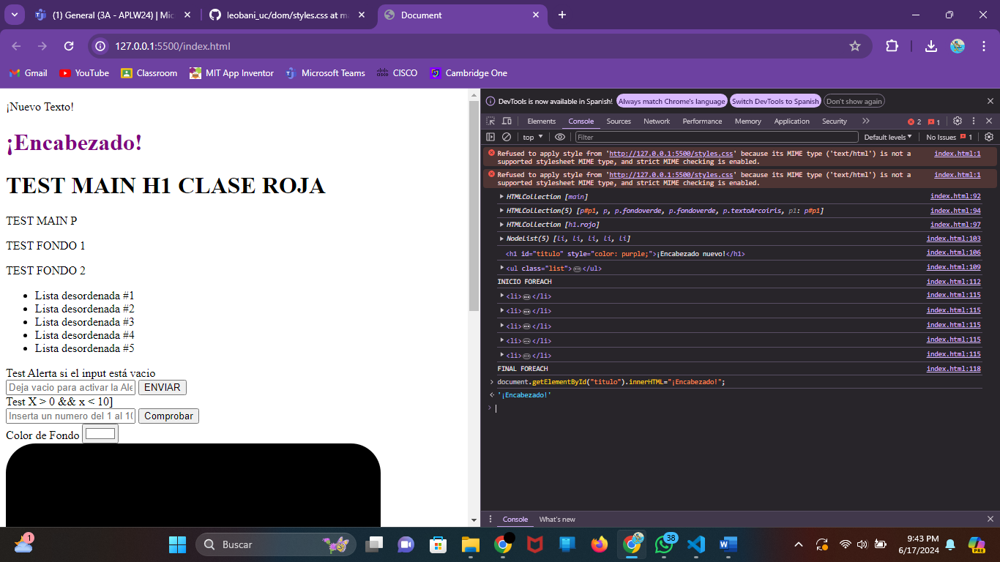 (1) General (3A - APLW24) | Mic
leobani_uc/dom/styles.css at ma
Document
127.0.0.1:5500/index.html
Gmail
YouTube
Classroom
MIT App Inventor
Microsoft Teams
CISCO
Cambridge One
¡Nuevo Texto!
¡Encabezado!
TEST MAIN H1 CLASE ROJA
TEST MAIN P
TEST FONDO 1
TEST FONDO 2
• Lista desordenada #1
• Lista desordenada #2
• Lista desordenada #3
• Lista desordenada #4
• Lista desordenada #5
Test Alerta si el input está vacio
Deja vacio para activar la Ale ENVIAR
Test X > 0 && x < 10]
Inserta un numero del 1 al 10 Comprobar
Color de Fondo
DevTools is now available in Spanish! Always match Chrome's language Switch DevTools to Spanish Don't show again
Elements Console Sources Network Performance Memory Application Security 2 1
top Filter Default levels No Issues 1
Refused to apply style from 'http://127.0.0.1:5500/styles.css' because its MIME type ('text/html') is not a index.html:1
supported stylesheet MIME type, and strict MIME checking is enabled.
Refused to apply style from 'http://127.0.0.1:5500/styles.css' because its MIME type ('text/html') is not a index.html:1
supported stylesheet MIME type, and strict MIME checking is enabled.
HTMLCollection [main] index.html:92
HTMLCollection(5) [p#p1, p, p.fondoverde, p.fondoverde, p.textoArcoiris, p1: p#p1] index.html:94
HTMLCollection [h1.rojo] index.html:97
NodeList(5) [li, li, li, li, li] index.html:103
<h1 id="titulo" style="color: purple;">¡Encabezado nuevo!</h1> index.html:106
<ul class="list">…</ul> index.html:109
INICIO FOREACH index.html:112
<li>…</li> index.html:115
<li>…</li> index.html:115
<li>…</li> index.html:115
<li>…</li> index.html:115
<li>…</li> index.html:115
FINAL FOREACH index.html:118
document.getElementById("titulo").innerHTML="¡Encabezado!";
'¡Encabezado!'
Console What's new
1
Buscar
38
9:43 PM
6/17/2024
PRE